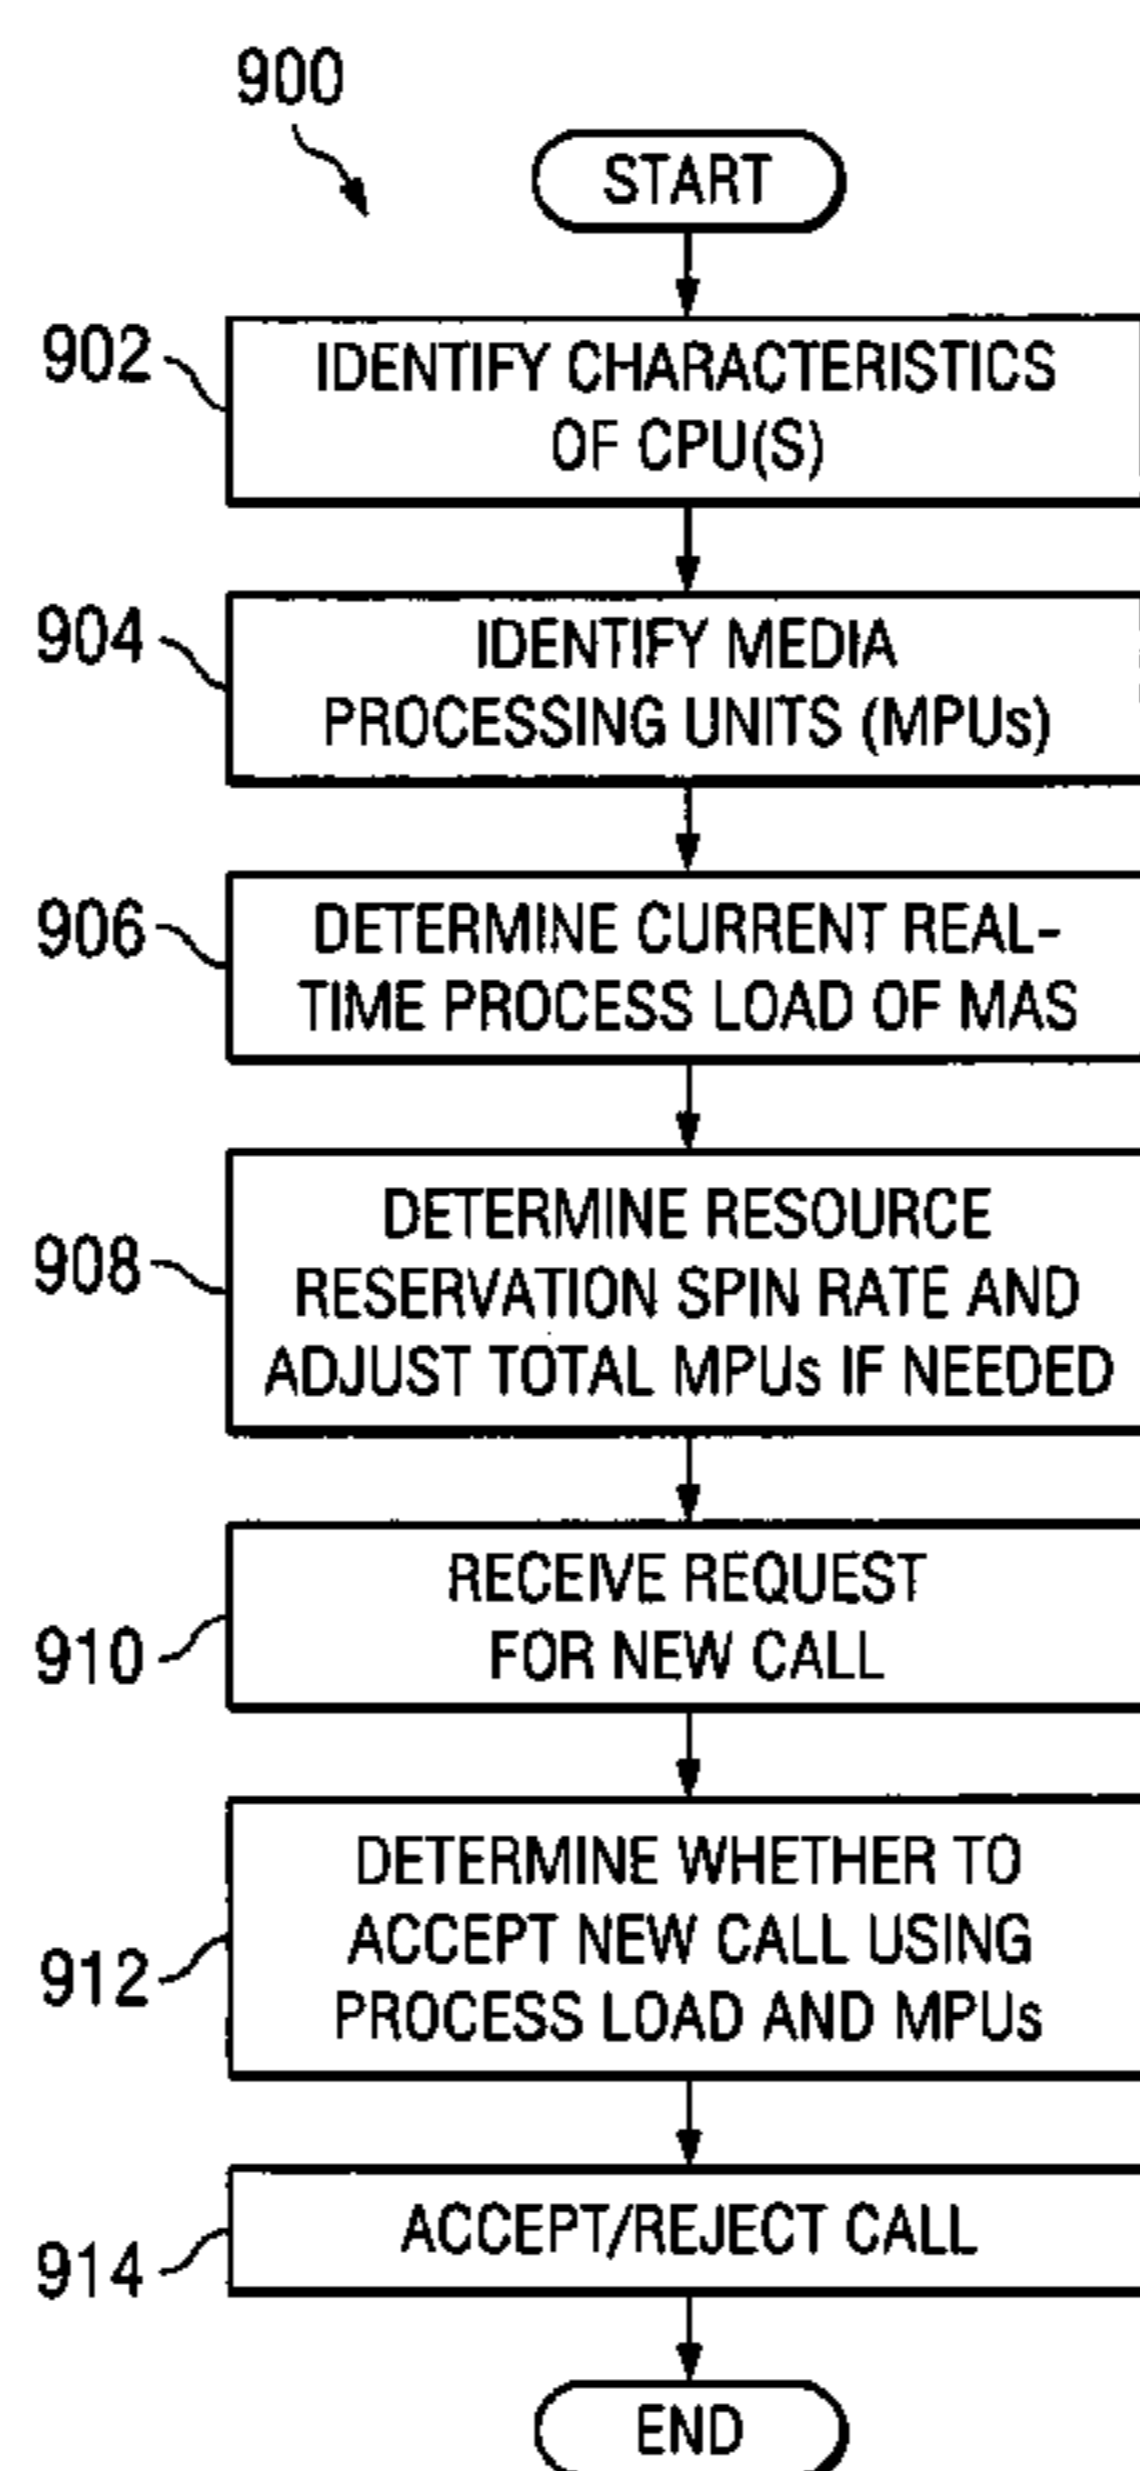 900
START
902
IDENTIFY CHARACTERISTICS
OF CPU(S)
904
IDENTIFY MEDIA
PROCESSING UNITS (MPUs)
906
DETERMINE CURRENT REAL-
TIME PROCESS LOAD OF MAS
908
DETERMINE RESOURCE
RESERVATION SPIN RATE AND
ADJUST TOTAL MPUs IF NEEDED
910
RECEIVE REQUEST
FOR NEW CALL
912
DETERMINE WHETHER TO
ACCEPT NEW CALL USING
PROCESS LOAD AND MPUs
914
ACCEPT/REJECT CALL
END